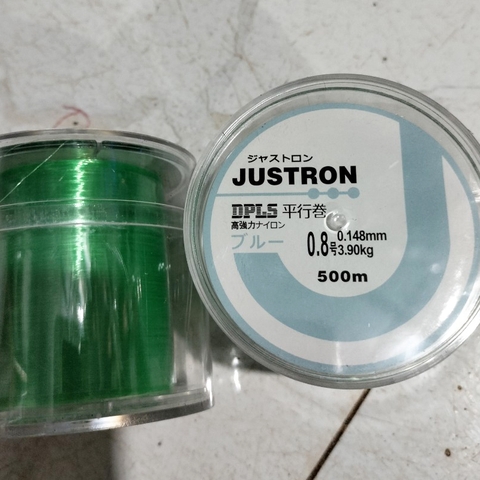 ジャストロン
JUSTRON
DPLS 平行巻
高強力ナイロン
ブルー
0.8号 0.148mm
3.90kg
500m